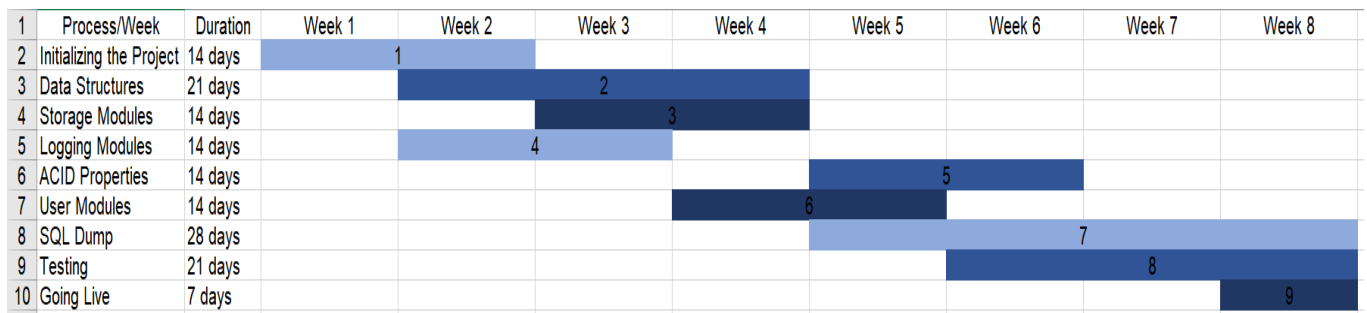 1 Process/Week Duration Week 1 Week 2 Week 3 Week 4 Week 5 Week 6 Week 7 Week 8
2 Initializing the Project 14 days 1
3 Data Structures 21 days 2
4 Storage Modules 14 days 3
5 Logging Modules 14 days 4
6 ACID Properties 14 days 5
7 User Modules 14 days 6
8 SQL Dump 28 days 7
9 Testing 21 days 8
10 Going Live 7 days 9